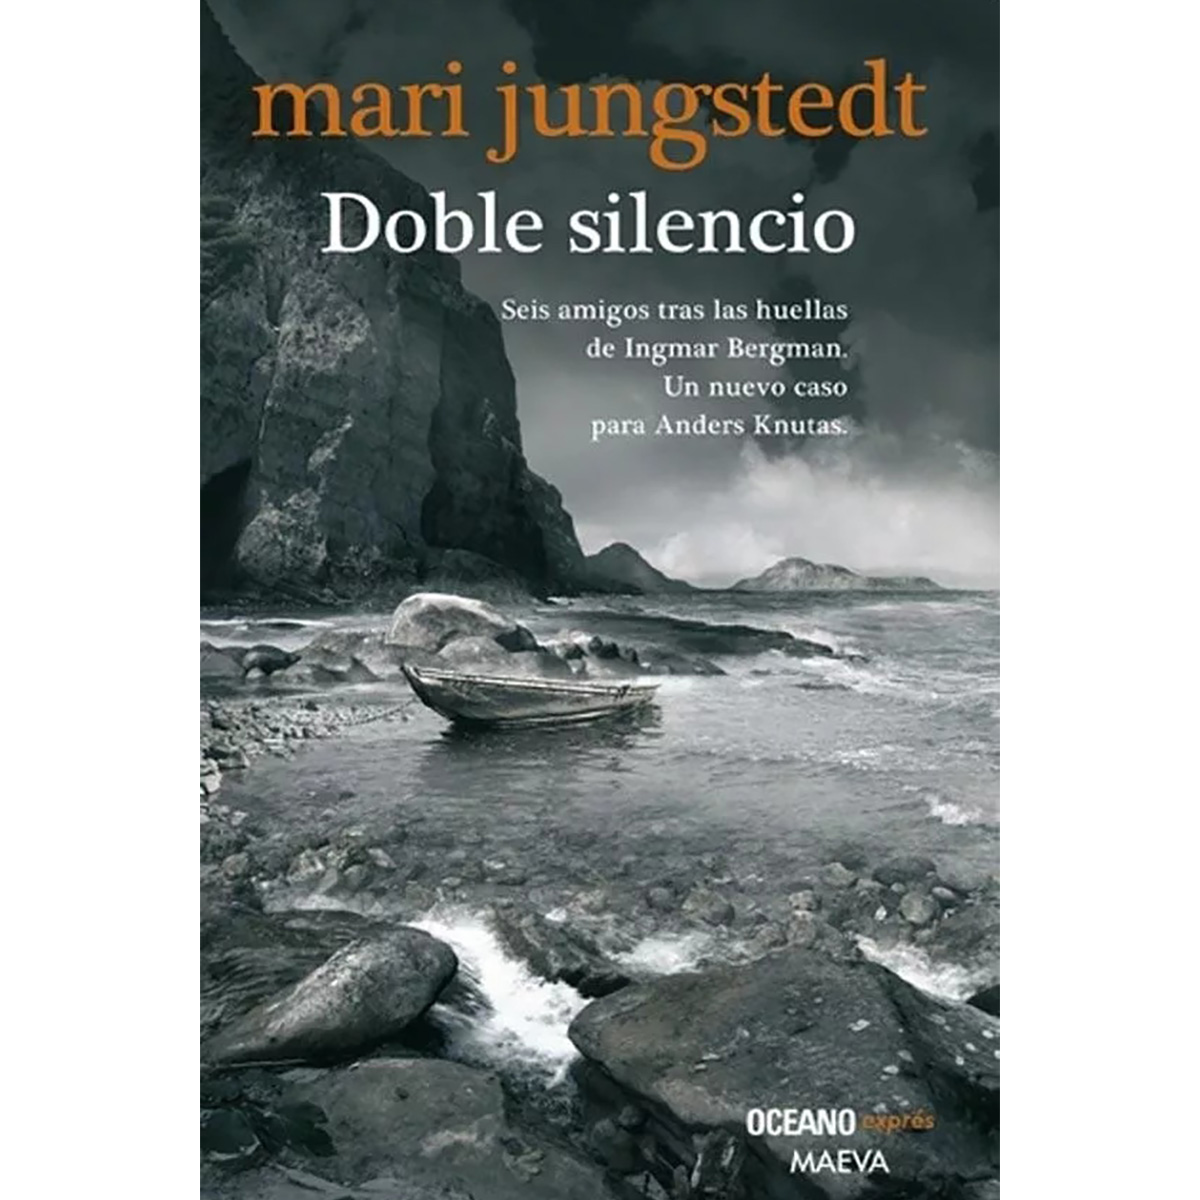 mari jungstedt
Doble silencio
Seis amigos tras las huellas
de Ingmar Bergman.
Un nuevo caso
para Anders Knutas.
OCEANO exprés
MAEVA